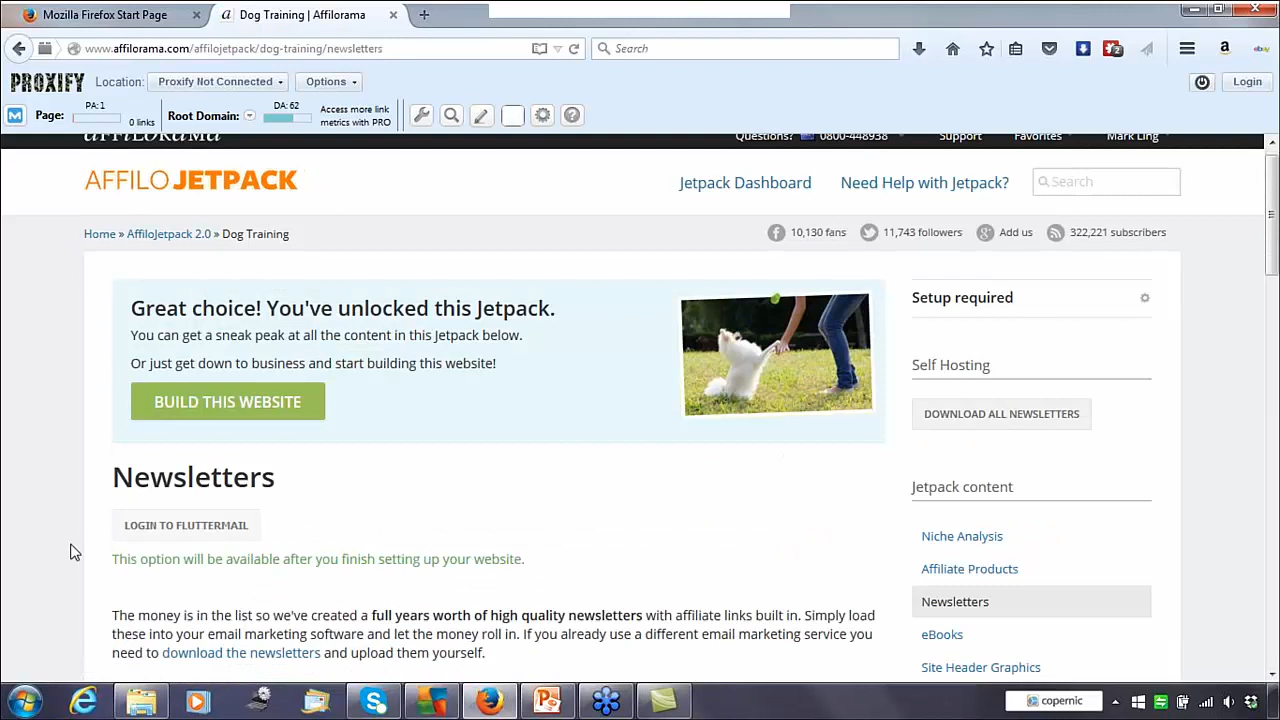 Mozilla Firefox Start Page
Dog Training | Affilorama
www.affilorama.com/affilojetpack/dog-training/newsletters
Search
PROXIFY Location: Proxify Not Connected Options Login
Page: PA: 1 0 links Root Domain: DA: 62 Access more link metrics with PRO
AFFILORAMA Questions? 0800-448938 Support Favorites Mark Ling
AFFILOJETPACK Jetpack Dashboard Need Help with Jetpack? Search
Home » AffiloJetpack 2.0 » Dog Training 10,130 fans 11,743 followers Add us 322,221 subscribers
Great choice! You've unlocked this Jetpack.
You can get a sneak peak at all the content in this Jetpack below.
Or just get down to business and start building this website!
BUILD THIS WEBSITE
Setup required
Self Hosting
DOWNLOAD ALL NEWSLETTERS
Newsletters
LOGIN TO FLUTTERMAIL
This option will be available after you finish setting up your website.
The money is in the list so we've created a full years worth of high quality newsletters with affiliate links built in. Simply load
these into your email marketing software and let the money roll in. If you already use a different email marketing service you
need to download the newsletters and upload them yourself.
Jetpack content
Niche Analysis
Affiliate Products
Newsletters
eBooks
Site Header Graphics
copernic